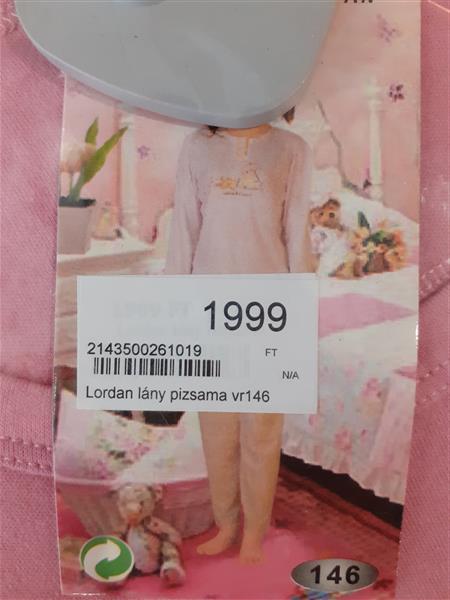 1999
2143500261019
FT
N/A
Lordan lány pizsama vr146
146